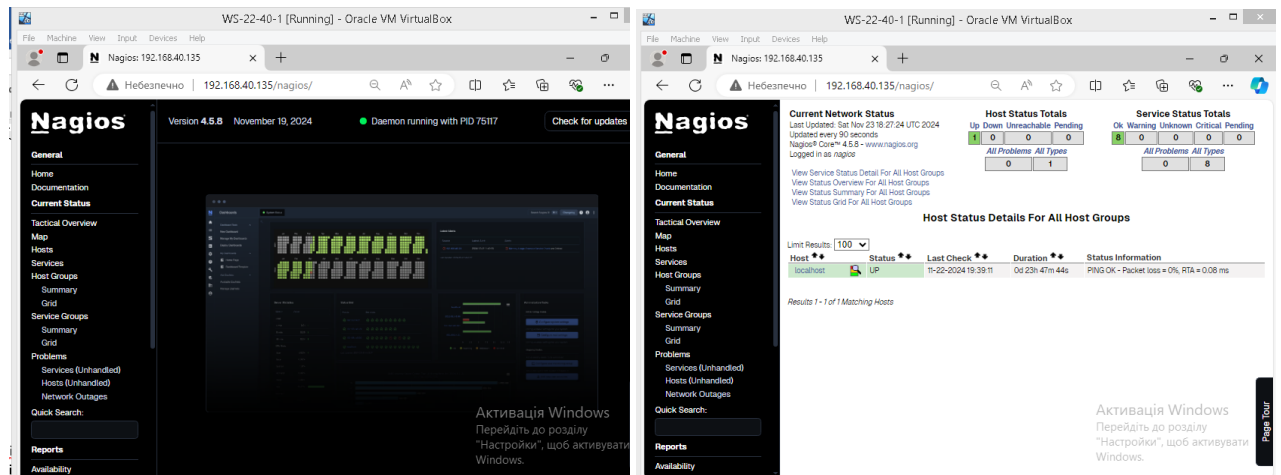 WS-22-40-1 [Running] - Oracle VM VirtualBox
File Machine View Input Devices Help
Nagios: 192.168.40.135
Небезпечно | 192.168.40.135/nagios/
Nagios
General
Home
Documentation
Current Status
Tactical Overview
Map
Hosts
Services
Host Groups
Summary
Grid
Service Groups
Summary
Grid
Problems
Services (Unhandled)
Hosts (Unhandled)
Network Outages
Quick Search:
Reports
Availability
Version 4.5.8 November 19, 2024
Daemon running with PID 75117
Check for updates
Активація Windows
Перейдіть до розділу
"Настройки", щоб активувати
Windows.
WS-22-40-1 [Running] - Oracle VM VirtualBox
File Machine View Input Devices Help
Nagios: 192.168.40.135
Небезпечно | 192.168.40.135/nagios/
Nagios
General
Home
Documentation
Current Status
Tactical Overview
Map
Hosts
Services
Host Groups
Summary
Grid
Service Groups
Summary
Grid
Problems
Services (Unhandled)
Hosts (Unhandled)
Network Outages
Quick Search:
Reports
Availability
Current Network Status
Last Updated: Sat Nov 23 18:27:24 UTC 2024
Updated every 90 seconds
Nagios® Core™ 4.5.8 - www.nagios.org
Logged in as nagios
View Service Status Detail For All Host Groups
View Status Overview For All Host Groups
View Status Summary For All Host Groups
View Status Grid For All Host Groups
Host Status Totals
Up Down Unreachable Pending
1 0 0 0
All Problems All Types
0 1
Service Status Totals
Ok Warning Unknown Critical Pending
8 0 0 0 0
All Problems All Types
0 8
Host Status Details For All Host Groups
Limit Results: 100
Host Status Last Check Duration Status Information
localhost UP 11-22-2024 19:39:11 0d 23h 47m 44s PING OK - Packet loss = 0%, RTA = 0.08 ms
Results 1 - 1 of 1 Matching Hosts
Page Tour
Активація Windows
Перейдіть до розділу
"Настройки", щоб активувати
Windows.